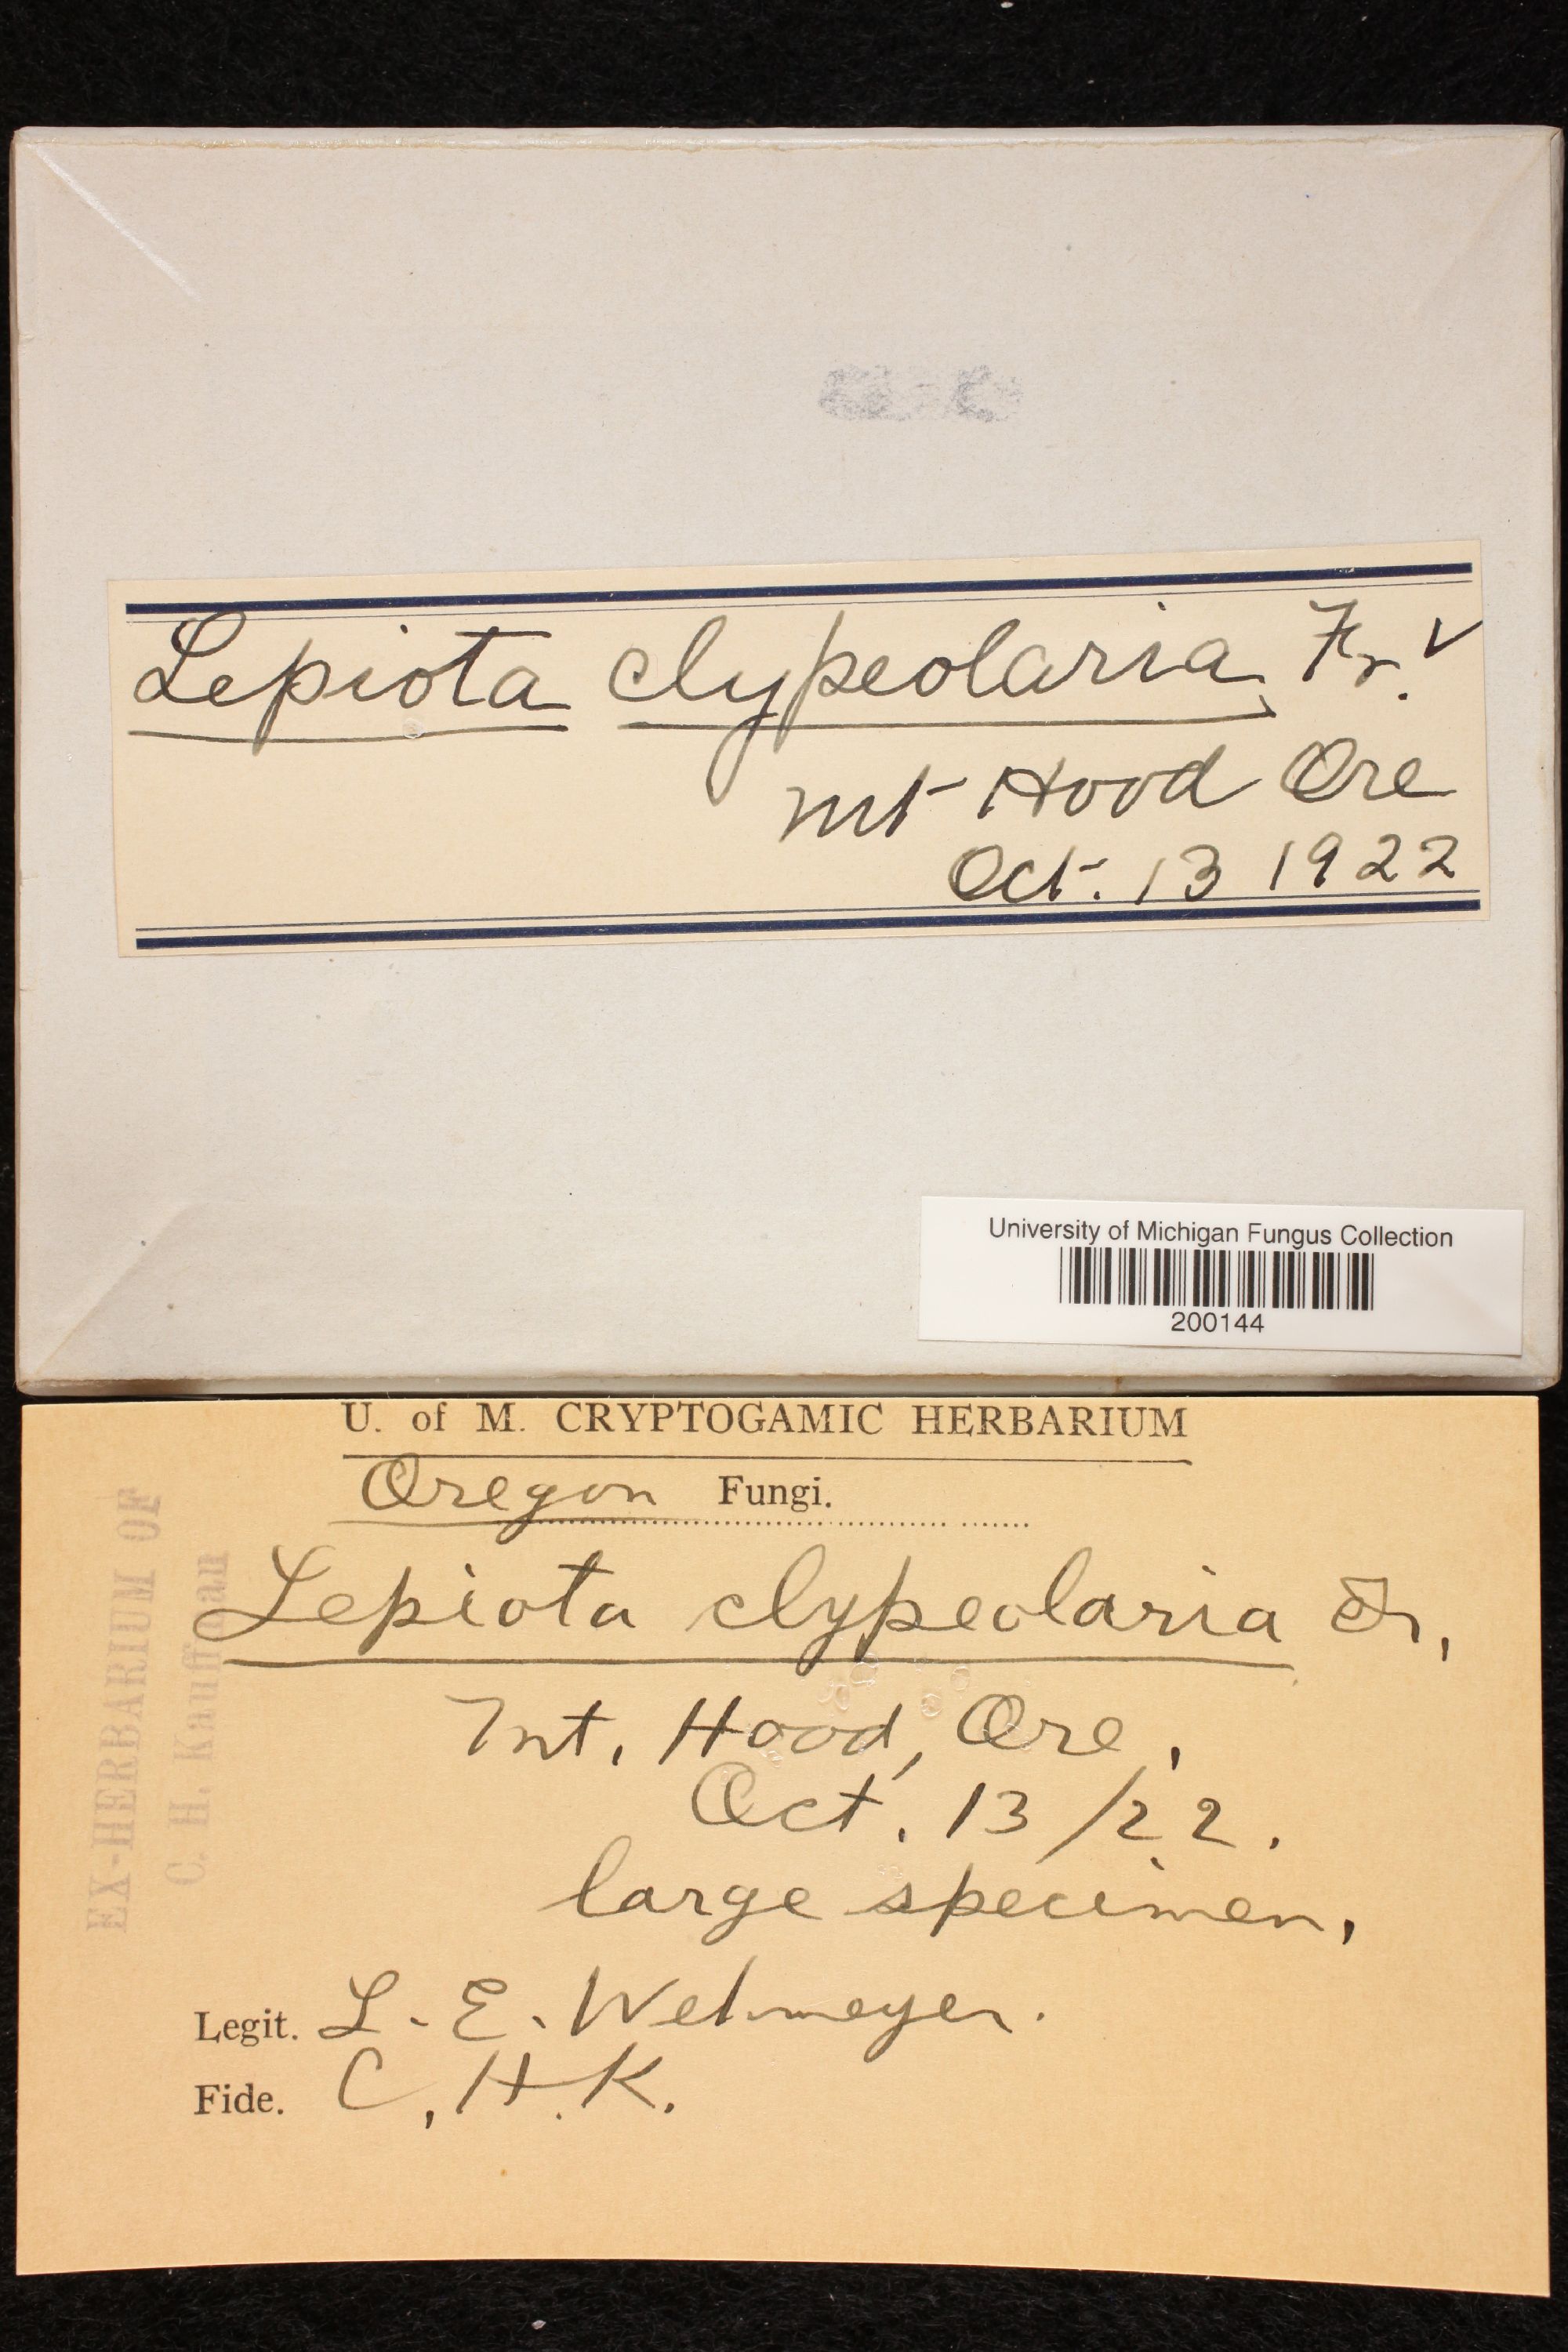 Lepiota clypeolaria Fr. ✓
Mt Hood Ore
Oct. 13 1922
University of Michigan Fungus Collection
200144
U. of M. CRYPTOGAMIC HERBARIUM
Oregon Fungi.
Lepiota clypeolaria Fr,
Mt. Hood, Ore,
Oct. 13/22.
large specimen,
Legit. L. E. Wehmeyer.
Fide. C, H. K.
EX-HERBARIUM OF
C. H. Kauffman